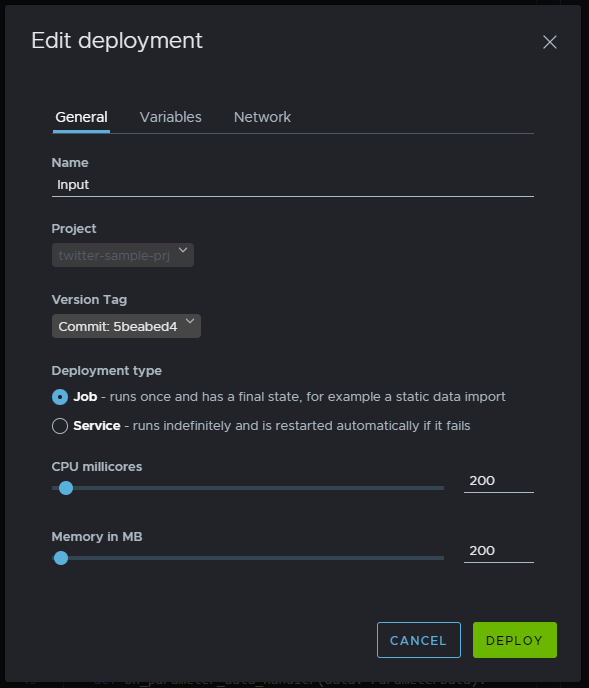 Edit deployment
General Variables Network
Name
Input
Project
twitter-sample-prj
Version Tag
Commit: 5beabed4
Deployment type
Job - runs once and has a final state, for example a static data import
Service - runs indefinitely and is restarted automatically if it fails
CPU millicores
200
Memory in MB
200
CANCEL DEPLOY